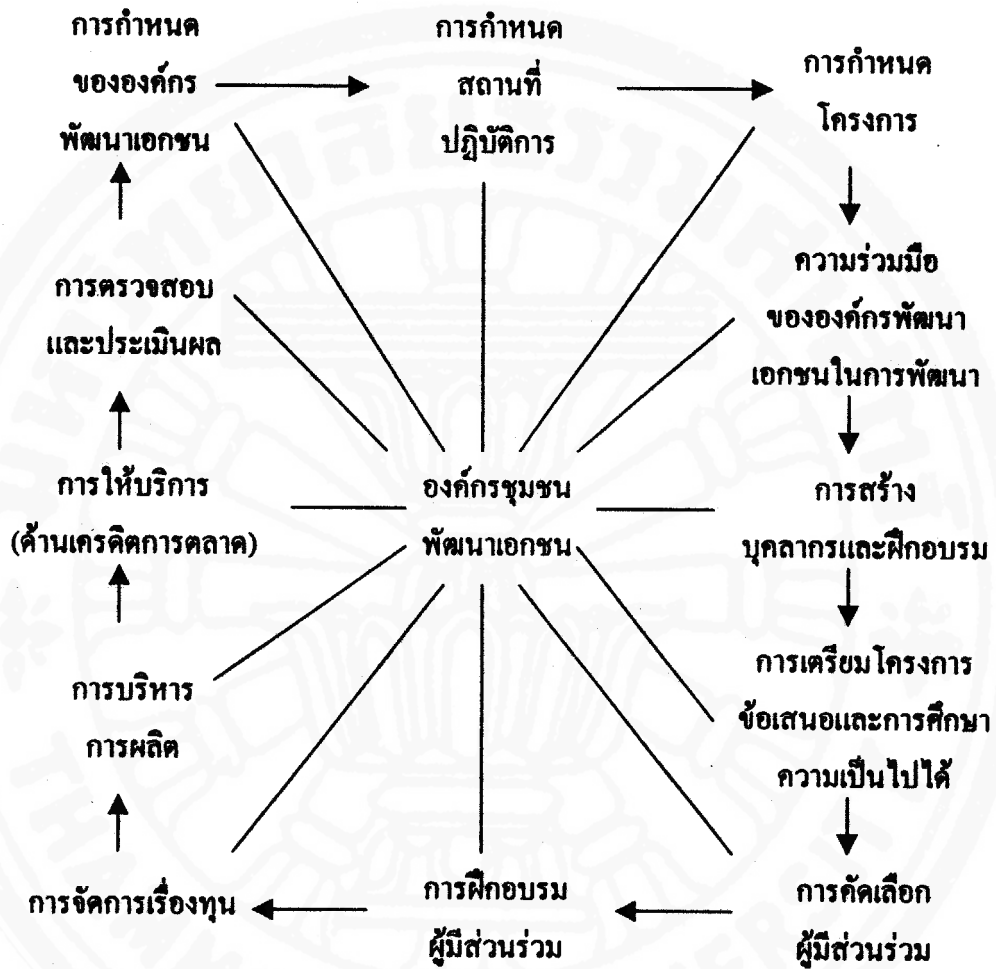 การกำหนด
ขององค์กร
พัฒนาเอกชน
การกำหนด
สถานที่
ปฏิบัติการ
การกำหนด
โครงการ
ความร่วมมือ
ขององค์กรพัฒนา
เอกชนในการพัฒนา
การสร้าง
บุคลากรและฝึกอบรม
การเตรียมโครงการ
ข้อเสนอและการศึกษา
ความเป็นไปได้
การคัดเลือก
ผู้มีส่วนร่วม
การฝึกอบรม
ผู้มีส่วนร่วม
การจัดการเรื่องทุน
การบริหาร
การผลิต
การให้บริการ
(ด้านเครดิตการตลาด)
การตรวจสอบ
และประเมินผล
องค์กรชุมชน
พัฒนาเอกชน